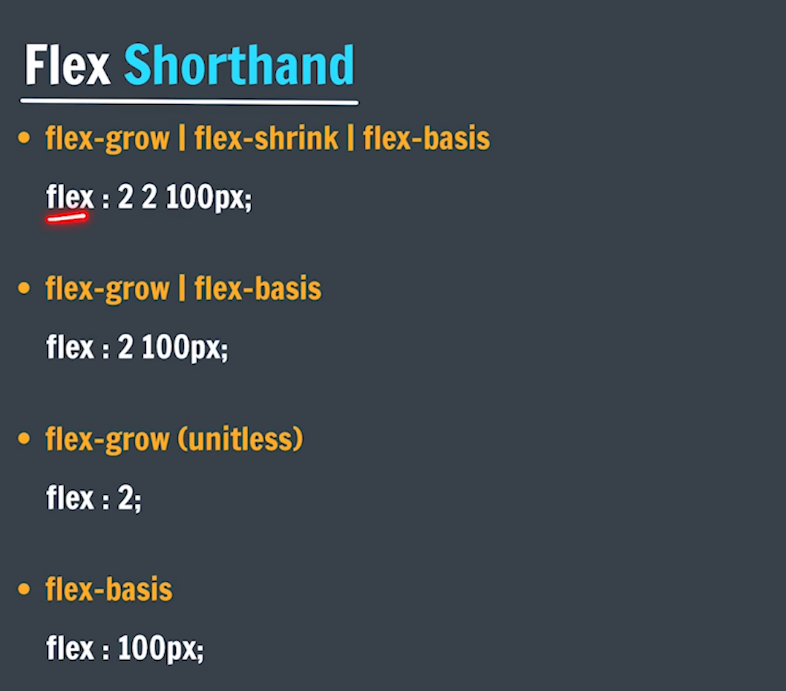 Flex Shorthand
• flex-grow | flex-shrink | flex-basis
flex : 2 2 100px;
• flex-grow | flex-basis
flex : 2 100px;
• flex-grow (unitless)
flex : 2;
• flex-basis
flex : 100px;